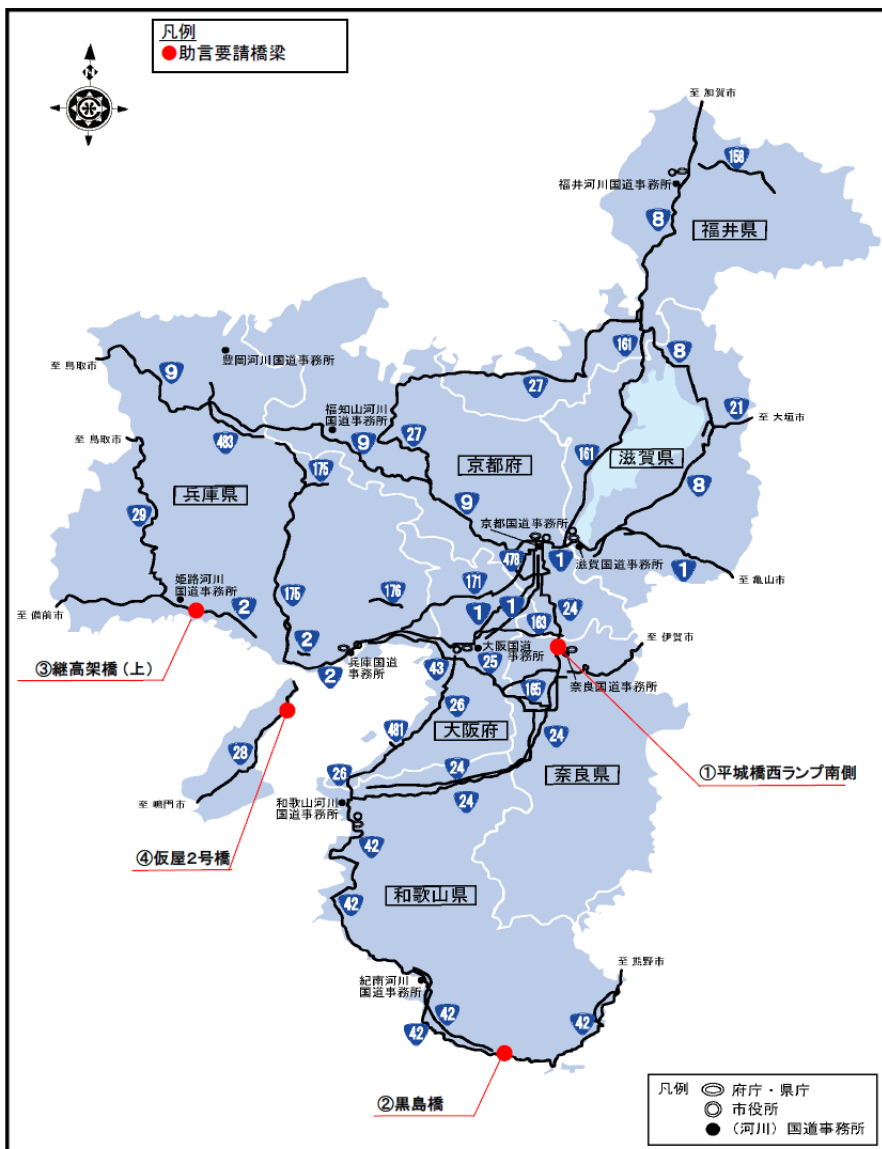 凡例
●助言要請橋梁
N
至 加賀市
158
福井河川国道事務所
8
福井県
161
8
豊岡河川国道事務所
至 鳥取市
9
27
21
至 大垣市
福知山河川
国道事務所
27
9
至 鳥取市
483
京都府
161
滋賀県
175
8
兵庫県
9
29
京都国道事務所
478
1
滋賀国道事務所
1
至 亀山市
姫路河川
国道事務所
175
176
171
1
1
24
至 備前市
2
163
至 伊賀市
2
大阪国道
事務所
③継高架橋（上）
兵庫国道
事務所
2
43
25
奈良国道事務所
165
26
大阪府
24
28
481
奈良県
①平城橋西ランプ南側
26
24
至 鳴門市
和歌山河川
国道事務所
24
④仮屋2号橋
42
和歌山県
42
至 熊野市
紀南河川
国道事務所
42
42
42
②黒島橋
凡例
府庁・県庁
市役所
（河川）国道事務所